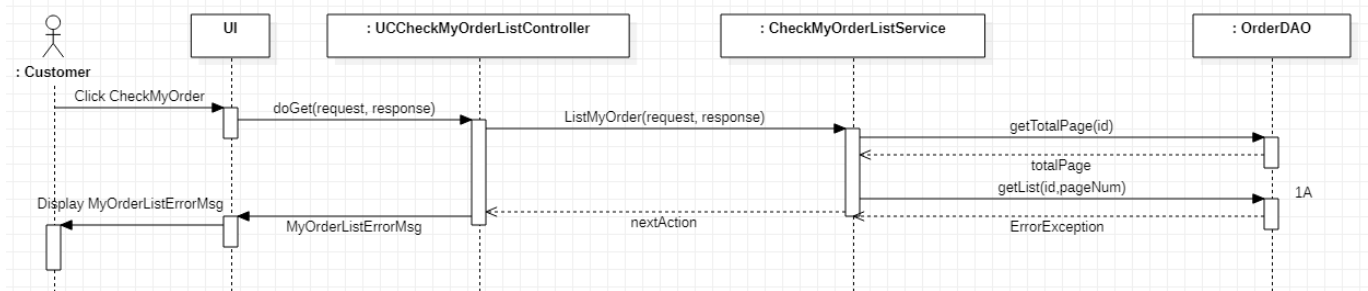 UI
: UCCheckMyOrderListController
: CheckMyOrderListService
: OrderDAO
: Customer
Click CheckMyOrder
doGet(request, response)
ListMyOrder(request, response)
getTotalPage(id)
totalPage
getList(id,pageNum)
1A
Display MyOrderListErrorMsg
MyOrderListErrorMsg
nextAction
ErrorException